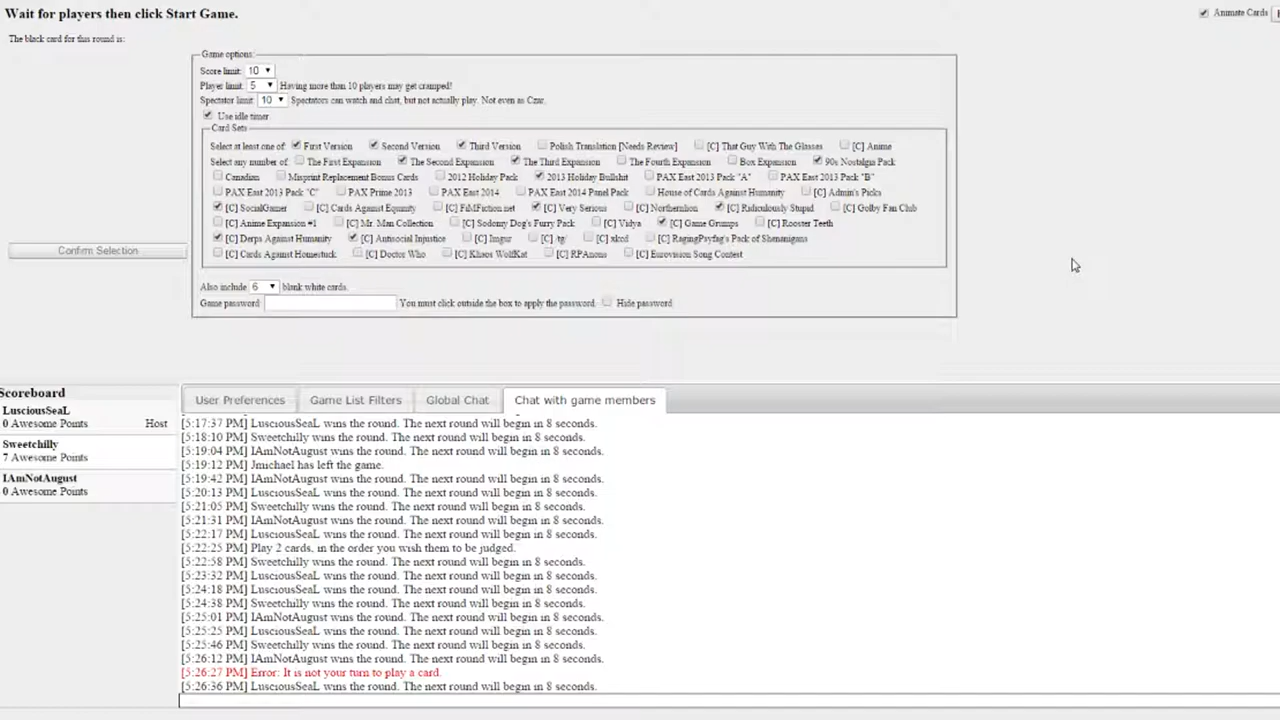 Wait for players then click Start Game.
Animate Cards
The black card for this round is:
Game options:
Score limit: 10
Player limit: 5 Having more than 10 players may get cramped!
Spectator limit: 10 Spectators can watch and chat, but not actually play. Not even as Czar.
Use idle timer
Card Sets
Select at least one of: First Version Second Version Third Version Polish Translation [Needs Review] [C] That Guy With The Glasses [C] Anime
Select any number of: The First Expansion The Second Expansion The Third Expansion The Fourth Expansion Box Expansion 90s Nostalgia Pack
Canadian Misprint Replacement Bonus Cards 2012 Holiday Pack 2013 Holiday Bullshit PAX East 2013 Pack "A" PAX East 2013 Pack "B"
PAX East 2013 Pack "C" PAX Prime 2013 PAX East 2014 PAX East 2014 Panel Pack House of Cards Against Humanity [C] Admin's Picks
[C] SocialGamer [C] Cards Against Equinity [C] FiMFiction.net [C] Very Serious [C] Northernlion [C] Ridiculously Stupid [C] Golby Fan Club
[C] Anime Expansion #1 [C] Mr. Man Collection [C] Sodomy Dog's Furry Pack [C] Vidya [C] Game Grumps [C] Rooster Teeth
[C] Derps Against Humanity [C] Antisocial Injustice [C] Imgur [C] /tg/ [C] xkcd [C] RagingPsyfag's Pack of Shenanigans
[C] Cards Against Homestuck [C] Doctor Who [C] Khaos WolfKat [C] RPAnons [C] Eurovision Song Contest
Confirm Selection
Also include 6 blank white cards.
Game password You must click outside the box to apply the password. Hide password
Scoreboard
LusciousSeaL
0 Awesome Points Host
Sweetchilly
7 Awesome Points
IAmNotAugust
0 Awesome Points
User Preferences Game List Filters Global Chat Chat with game members
[5:17:37 PM] LusciousSeaL wins the round. The next round will begin in 8 seconds.
[5:18:10 PM] Sweetchilly wins the round. The next round will begin in 8 seconds.
[5:19:04 PM] IAmNotAugust wins the round. The next round will begin in 8 seconds.
[5:19:12 PM] Jmichael has left the game.
[5:19:42 PM] IAmNotAugust wins the round. The next round will begin in 8 seconds.
[5:20:13 PM] LusciousSeaL wins the round. The next round will begin in 8 seconds.
[5:21:05 PM] Sweetchilly wins the round. The next round will begin in 8 seconds.
[5:21:31 PM] IAmNotAugust wins the round. The next round will begin in 8 seconds.
[5:22:17 PM] LusciousSeaL wins the round. The next round will begin in 8 seconds.
[5:22:25 PM] Play 2 cards, in the order you wish them to be judged.
[5:22:58 PM] Sweetchilly wins the round. The next round will begin in 8 seconds.
[5:23:32 PM] LusciousSeaL wins the round. The next round will begin in 8 seconds.
[5:24:18 PM] LusciousSeaL wins the round. The next round will begin in 8 seconds.
[5:24:38 PM] Sweetchilly wins the round. The next round will begin in 8 seconds.
[5:25:01 PM] IAmNotAugust wins the round. The next round will begin in 8 seconds.
[5:25:25 PM] LusciousSeaL wins the round. The next round will begin in 8 seconds.
[5:25:46 PM] Sweetchilly wins the round. The next round will begin in 8 seconds.
[5:26:12 PM] IAmNotAugust wins the round. The next round will begin in 8 seconds.
[5:26:27 PM] Error: It is not your turn to play a card.
[5:26:36 PM] LusciousSeaL wins the round. The next round will begin in 8 seconds.